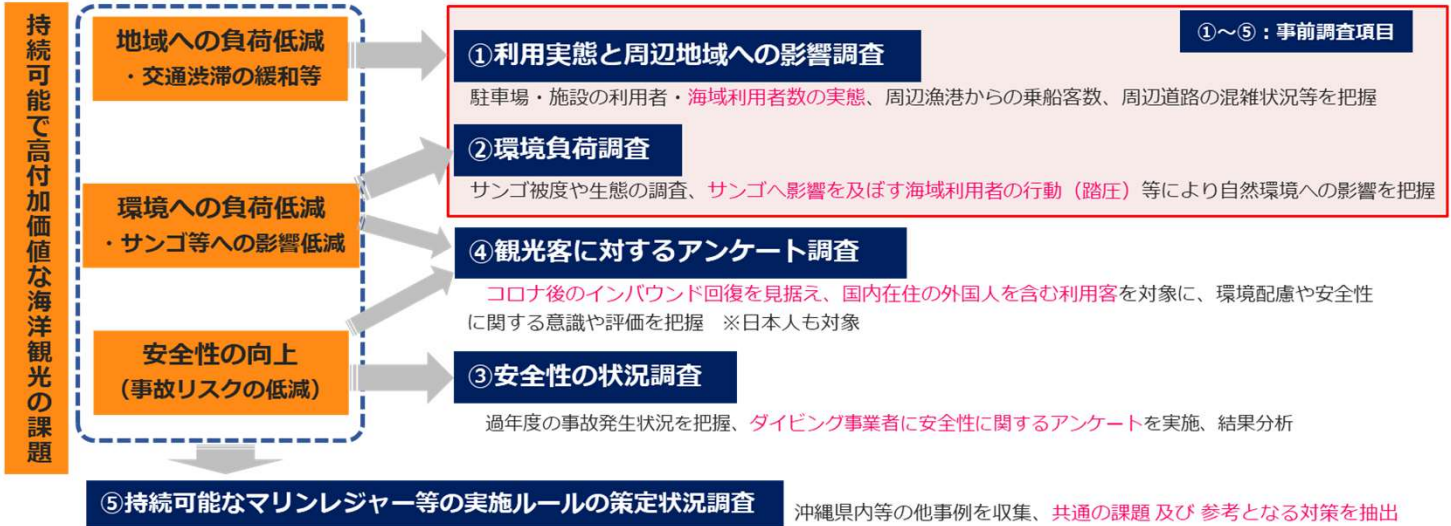 持続可能で高付加価値な海洋観光の課題
地域への負荷低減
・交通渋滞の緩和等
環境への負荷低減
・サンゴ等への影響低減
安全性の向上
（事故リスクの低減）
①～⑤：事前調査項目
①利用実態と周辺地域への影響調査
駐車場・施設の利用者・海域利用者数の実態、周辺漁港からの乗船客数、周辺道路の混雑状況等を把握
②環境負荷調査
サンゴ被度や生態の調査、サンゴへ影響を及ぼす海域利用者の行動（踏圧）等により自然環境への影響を把握
④観光客に対するアンケート調査
コロナ後のインバウンド回復を見据え、国内在住の外国人を含む利用客を対象に、環境配慮や安全性
に関する意識や評価を把握　※日本人も対象
③安全性の状況調査
過年度の事故発生状況を把握、ダイビング事業者に安全性に関するアンケートを実施、結果分析
⑤持続可能なマリンレジャー等の実施ルールの策定状況調査
沖縄県内等の他事例を収集、共通の課題 及び 参考となる対策を抽出